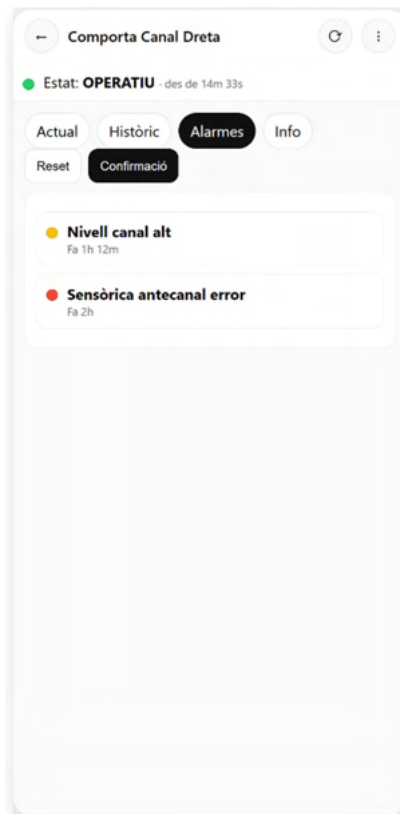 ← Comporta Canal Dreta
Estat: OPERATIU · des de 14m 33s
Actual Històric Alarmes Info
Reset Confirmació
Nivell canal alt
Fa 1h 12m
Sensòrica antecanal error
Fa 2h